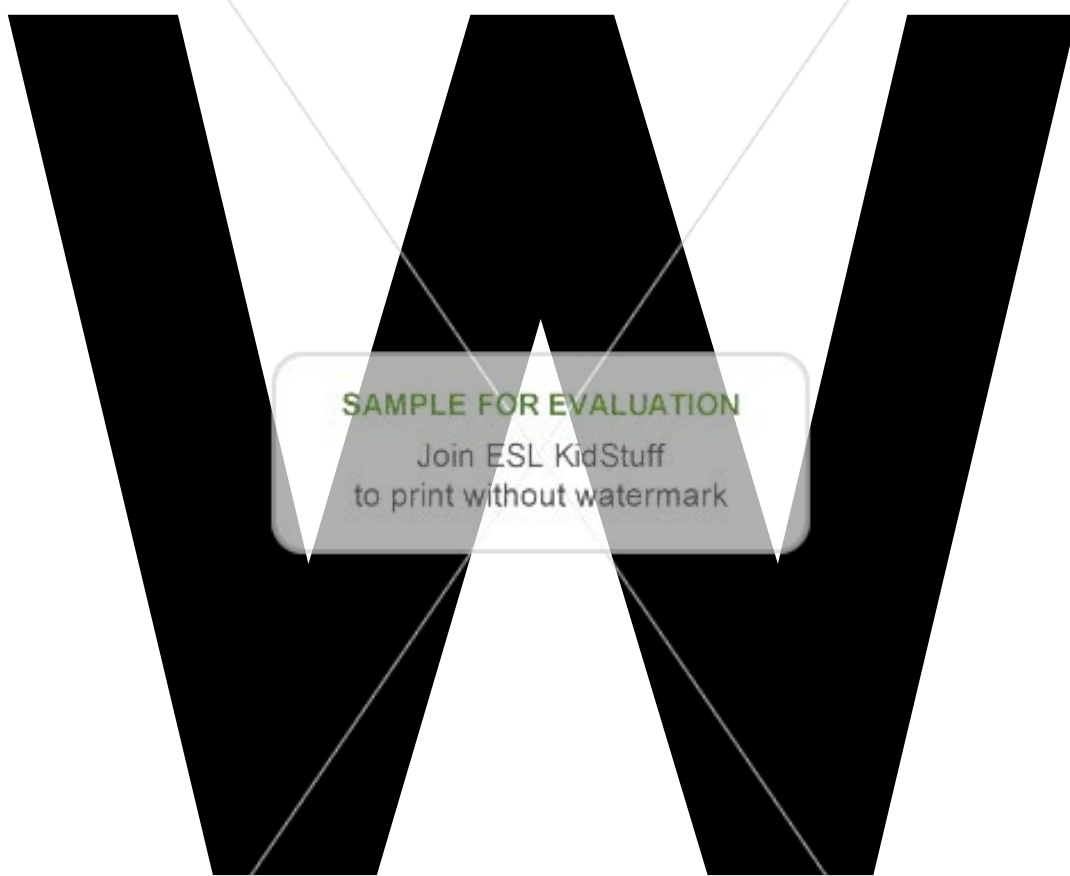 W
SAMPLE FOR EVALUATION
Join ESL KidStuff
to print without watermark